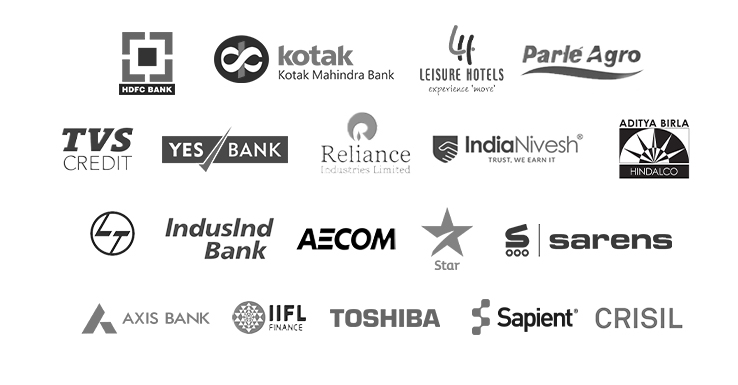 HDFC BANK
kotak
Kotak Mahindra Bank
LEISURE HOTELS
experience 'more'
Parlé Agro
TVS
CREDIT
YES BANK
Reliance
Industries Limited
IndiaNivesh®
TRUST, WE EARN IT
ADITYA BIRLA
HINDALCO
LT
IndusInd
Bank
AECOM
Star
S
sarens
AXIS BANK
IIFL
FINANCE
TOSHIBA
Sapient®
CRISIL